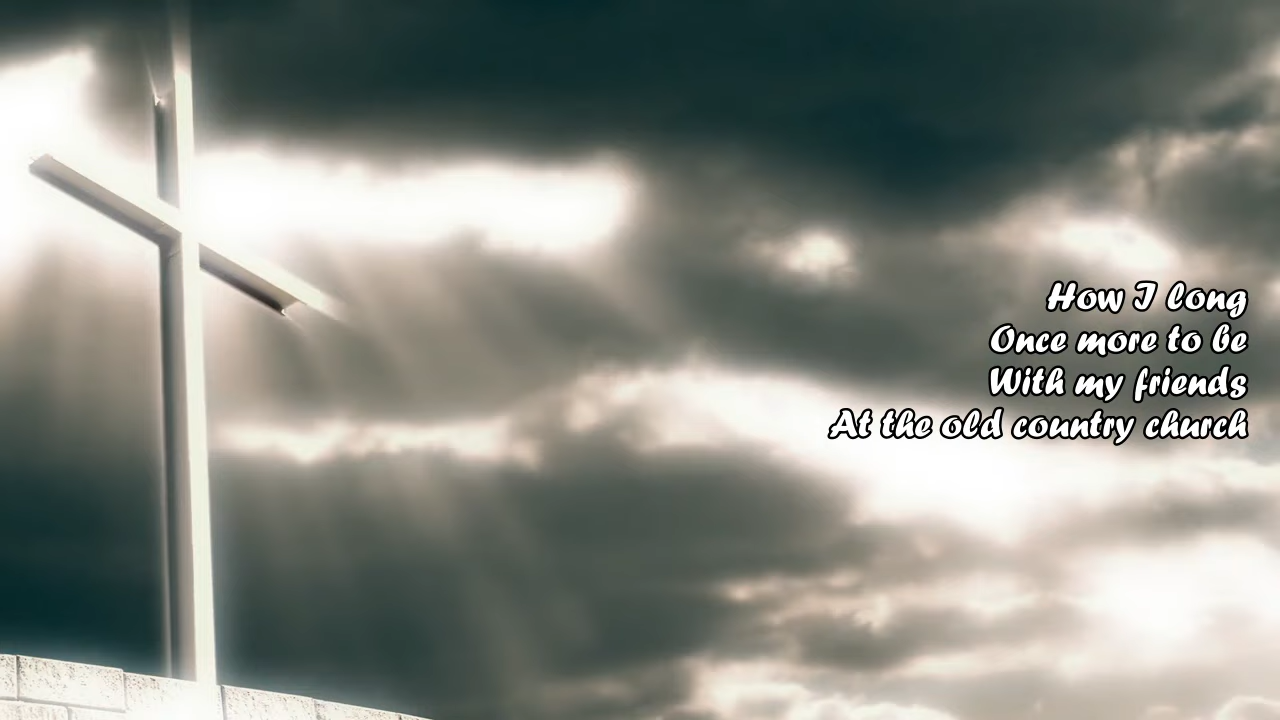 How I long
Once more to be
With my friends
At the old country church